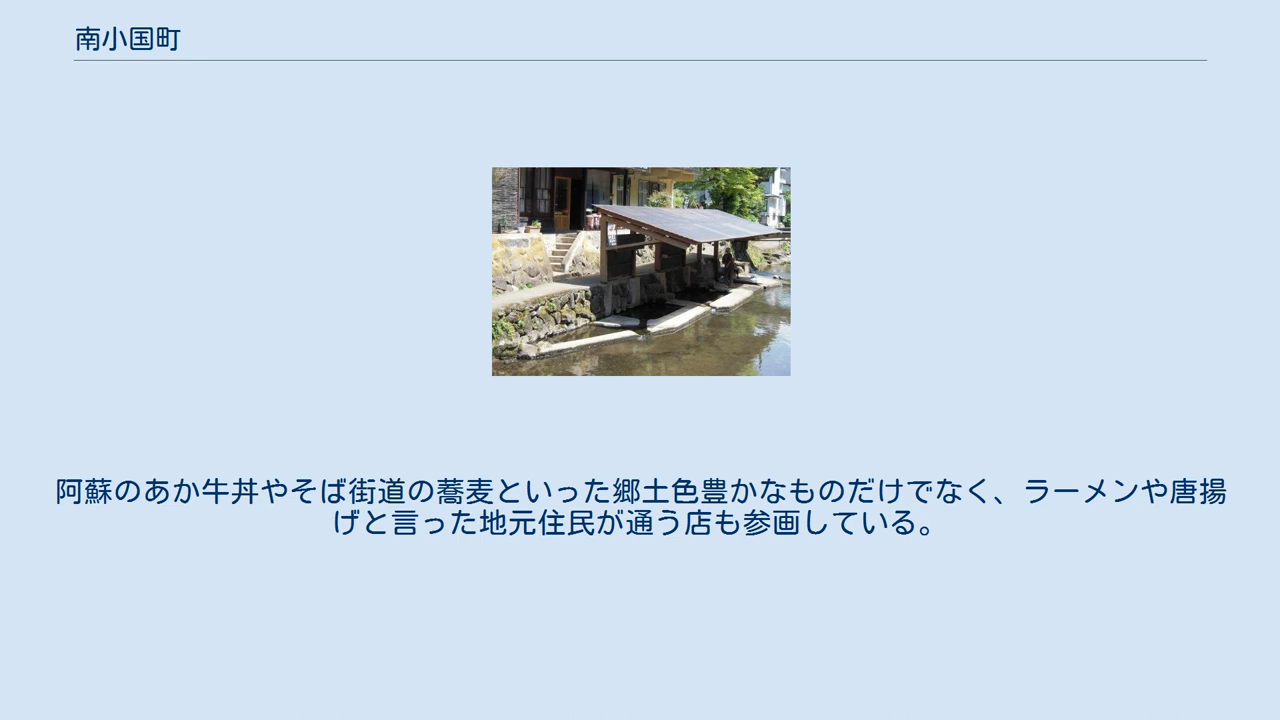 南小国町
阿蘇のあか牛丼やそば街道の蕎麦といった郷土色豊かなものだけでなく、ラーメンや唐揚
げと言った地元住民が通う店も参画している。